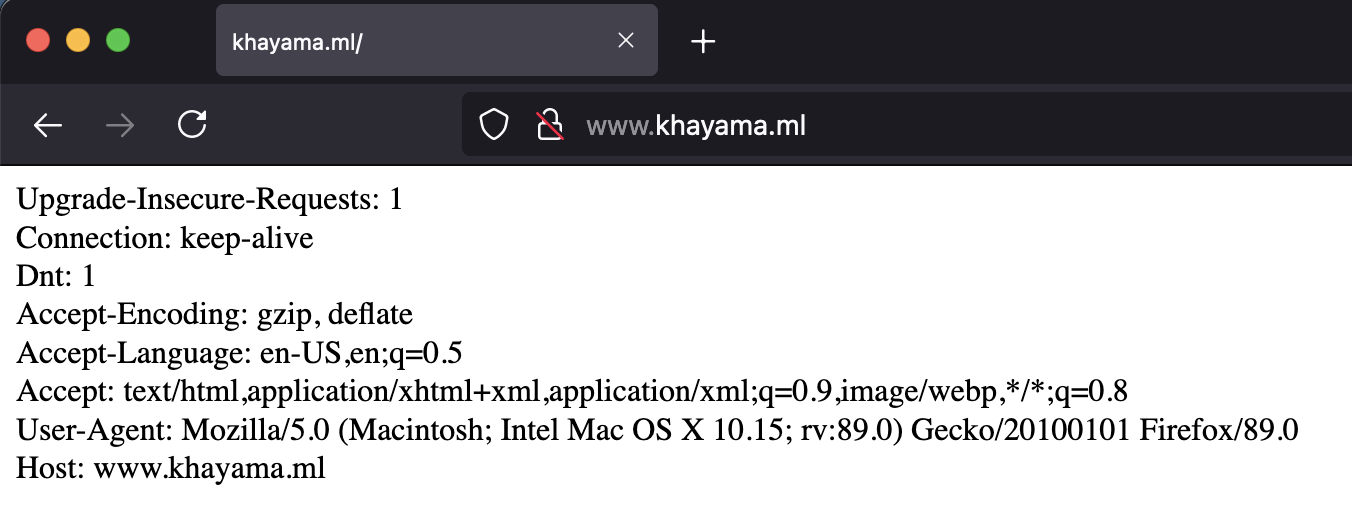 khayama.ml/
www.khayama.ml
Upgrade-Insecure-Requests: 1
Connection: keep-alive
Dnt: 1
Accept-Encoding: gzip, deflate
Accept-Language: en-US,en;q=0.5
Accept: text/html,application/xhtml+xml,application/xml;q=0.9,image/webp,*/*;q=0.8
User-Agent: Mozilla/5.0 (Macintosh; Intel Mac OS X 10.15; rv:89.0) Gecko/20100101 Firefox/89.0
Host: www.khayama.ml